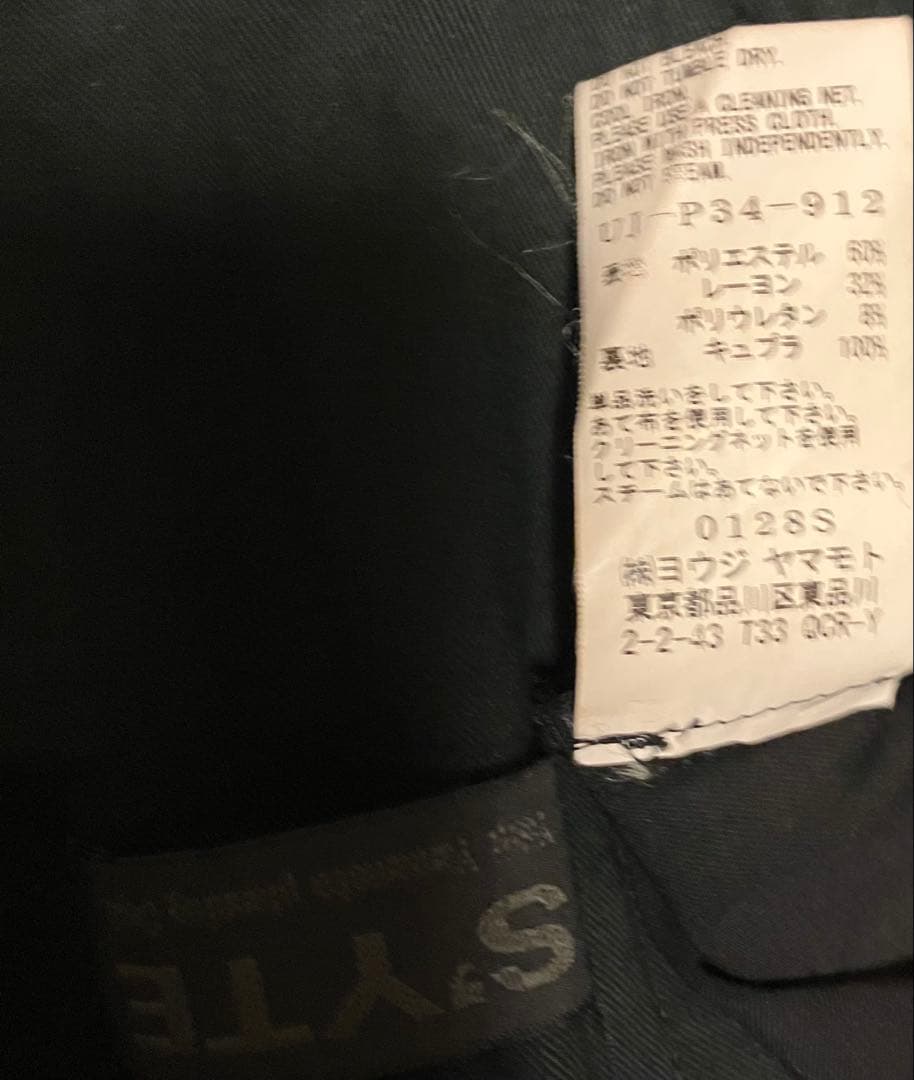 DO NOT BLEACH.
DO NOT TUMBLE DRY.
COOL IRON.
PLEASE USE A CLEANING NET.
IRON WITH PRESS CLOTH.
PLEASE WASH INDEPENDENTLY.
DO NOT STEAM.
UI-P34-912
表地 ポリエステル 60%
レーヨン 32%
ポリウレタン 8%
裏地 キュプラ 100%
単品洗いをして下さい。
あて布を使用して下さい。
クリーニングネットを使用
して下さい。
スチームはあてないで下さい。
0128S
㈱ヨウジ ヤマモト
東京都品川区東品川
2-2-43 T33 QCR-Y
S'YTE